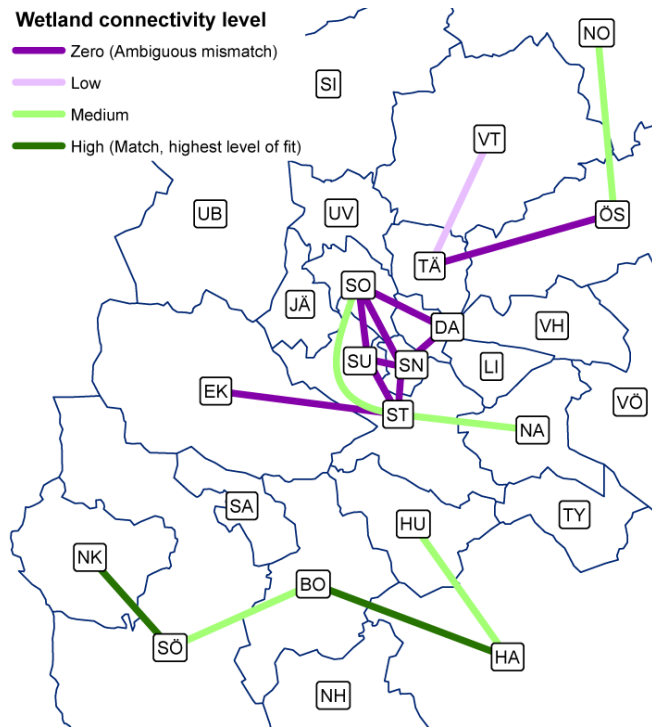 Wetland connectivity level
Zero (Ambiguous mismatch)
Low
Medium
High (Match, highest level of fit)
NO
SI
VT
UB
UV
ÖS
TÄ
SO
JÄ
DA
VH
SU
SN
LI
EK
ST
VÖ
NA
SA
HU
TY
NK
BO
SÖ
HA
NH